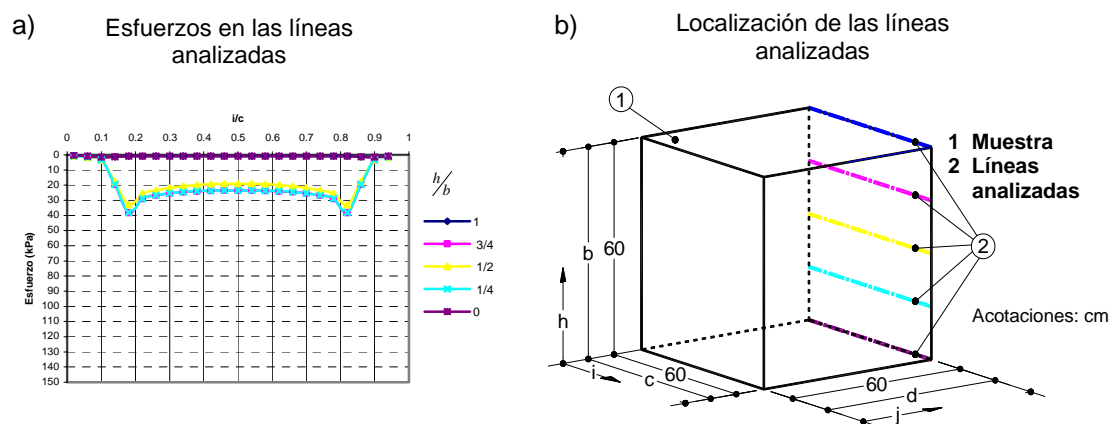 a)
Esfuerzos en las líneas
analizadas
i/c
0 0.1 0.2 0.3 0.4 0.5 0.6 0.7 0.8 0.9 1
0
10
20
30
40
50
60
70
80
90
100
110
120
130
140
150
Esfuerzo (kPa)
h/b
1
3/4
1/2
1/4
0
b)
Localización de las líneas
analizadas
1
1 Muestra
2 Líneas
analizadas
2
b
60
h
Acotaciones: cm
i
c
60
60
d
j